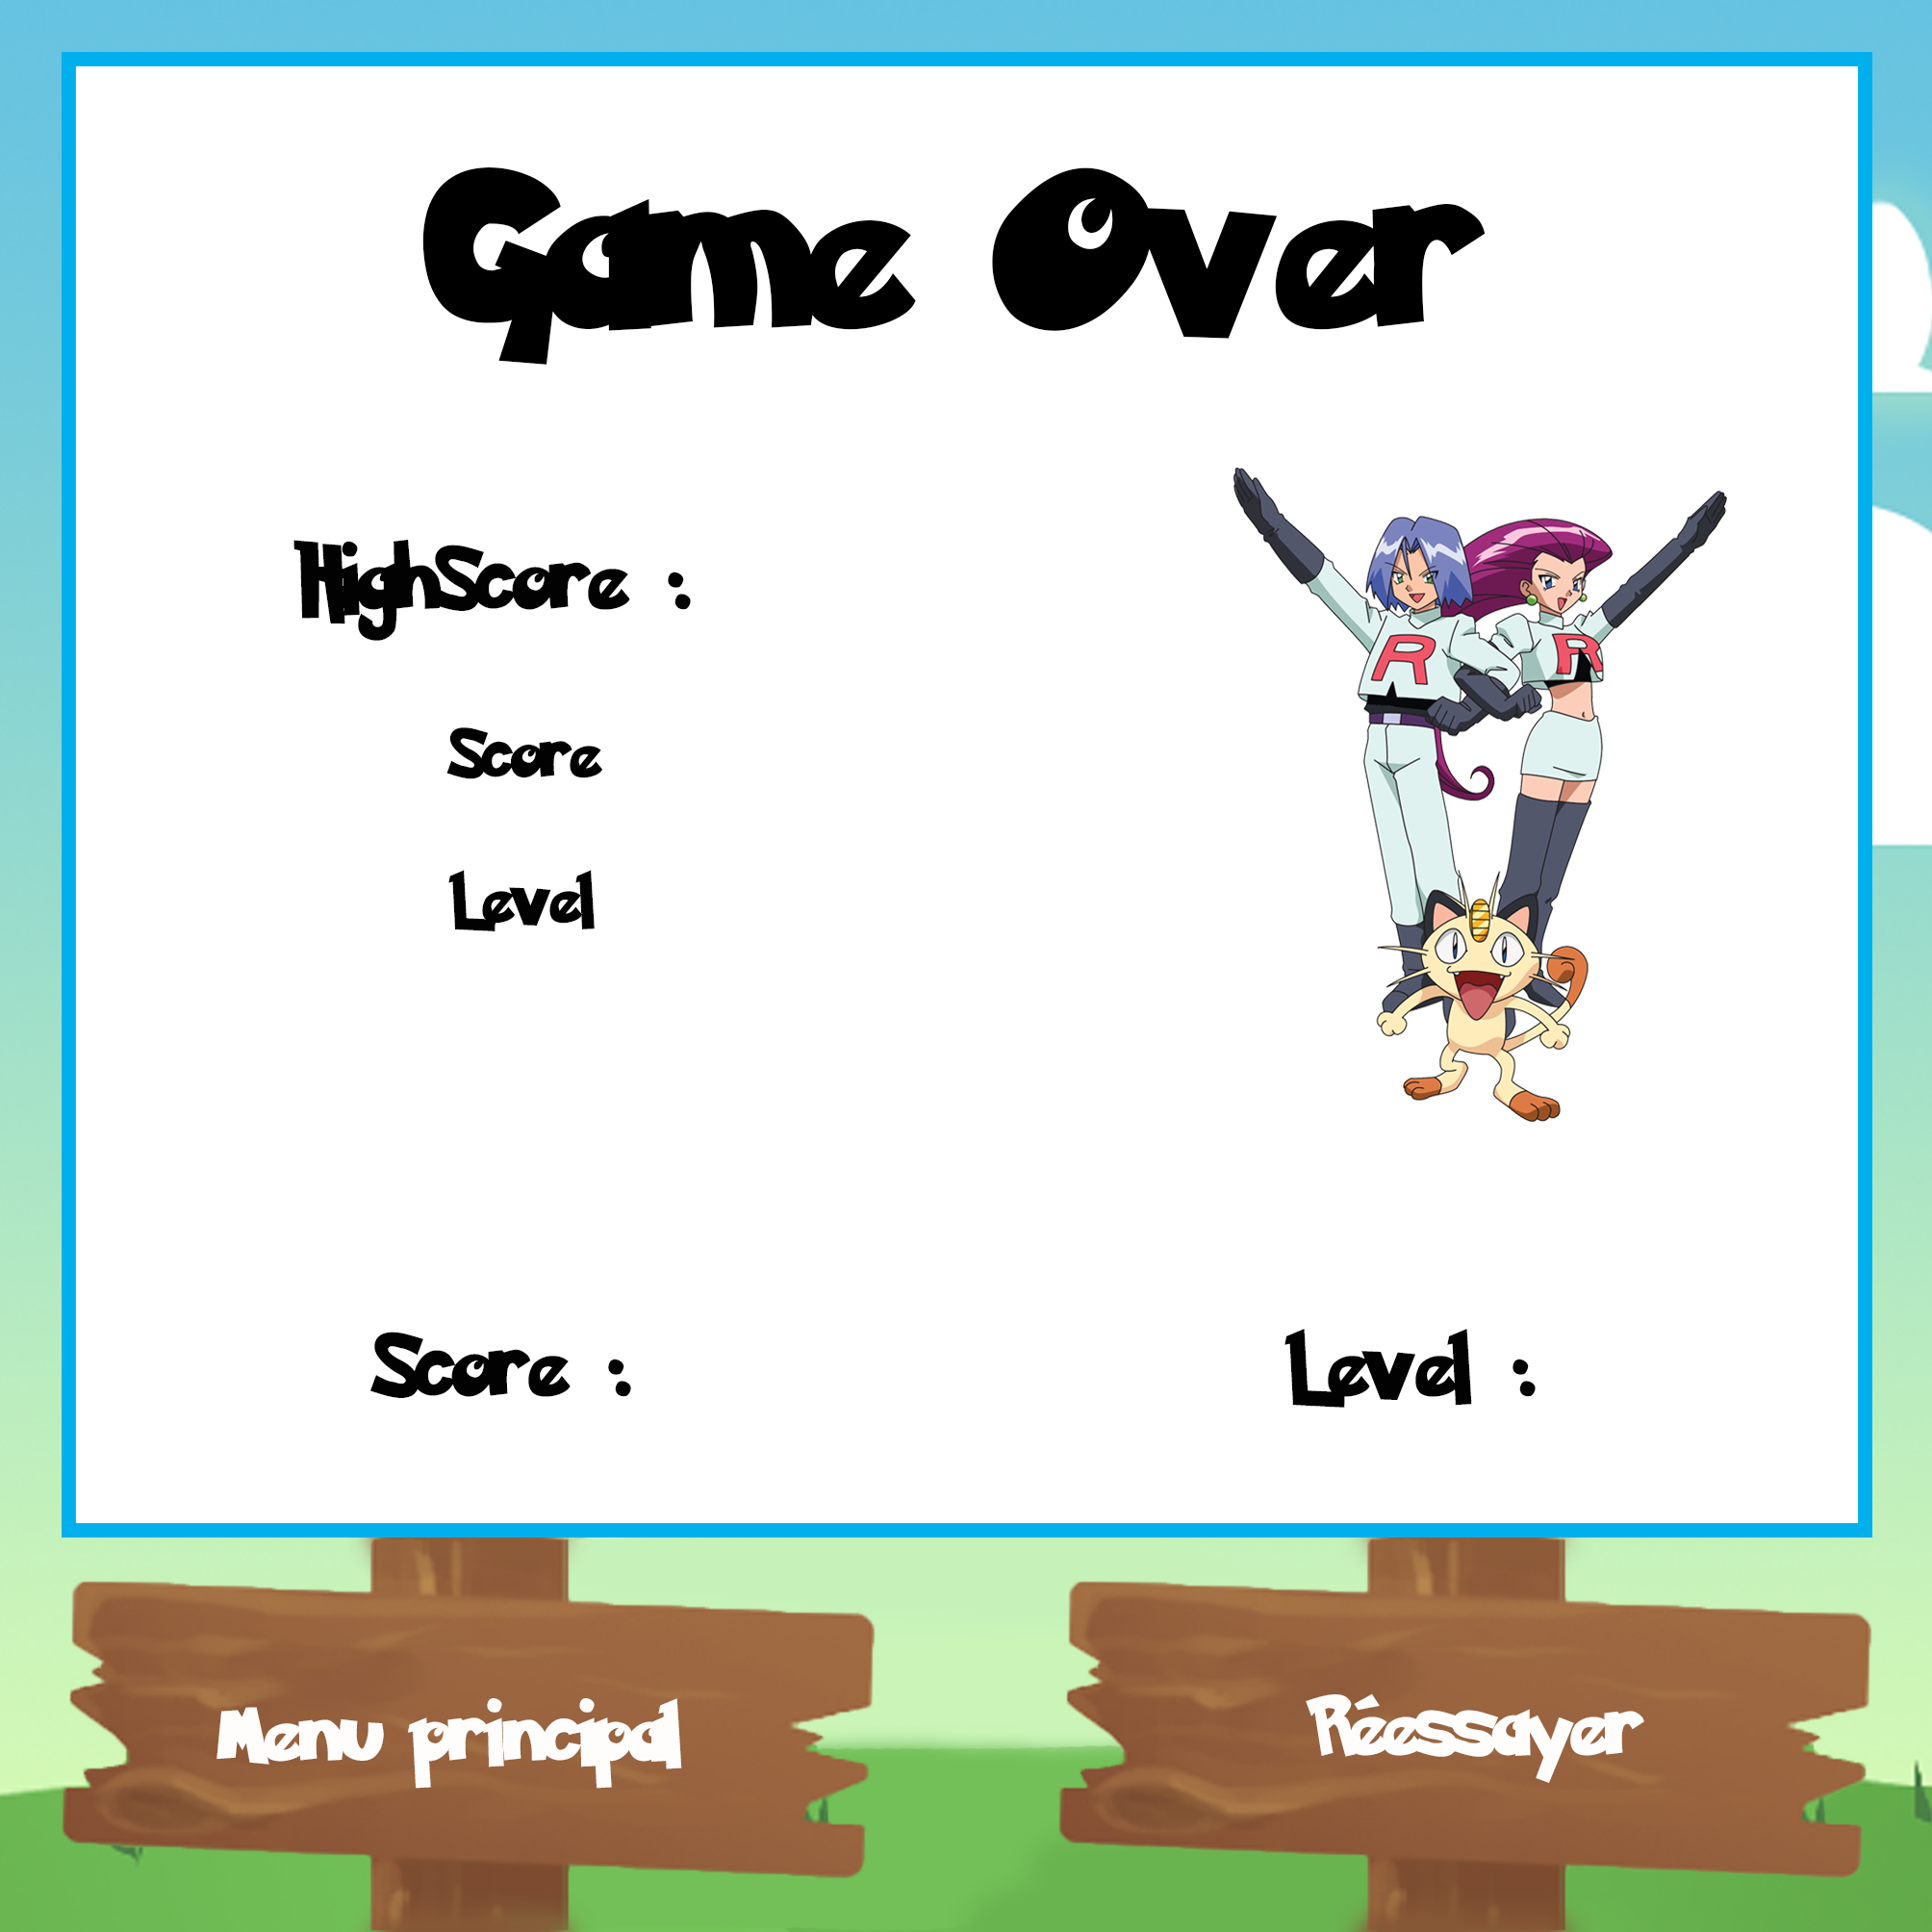 Game Over
HighScore :
R R
Score
Level
Score : Level :
Menu principal Réessayer